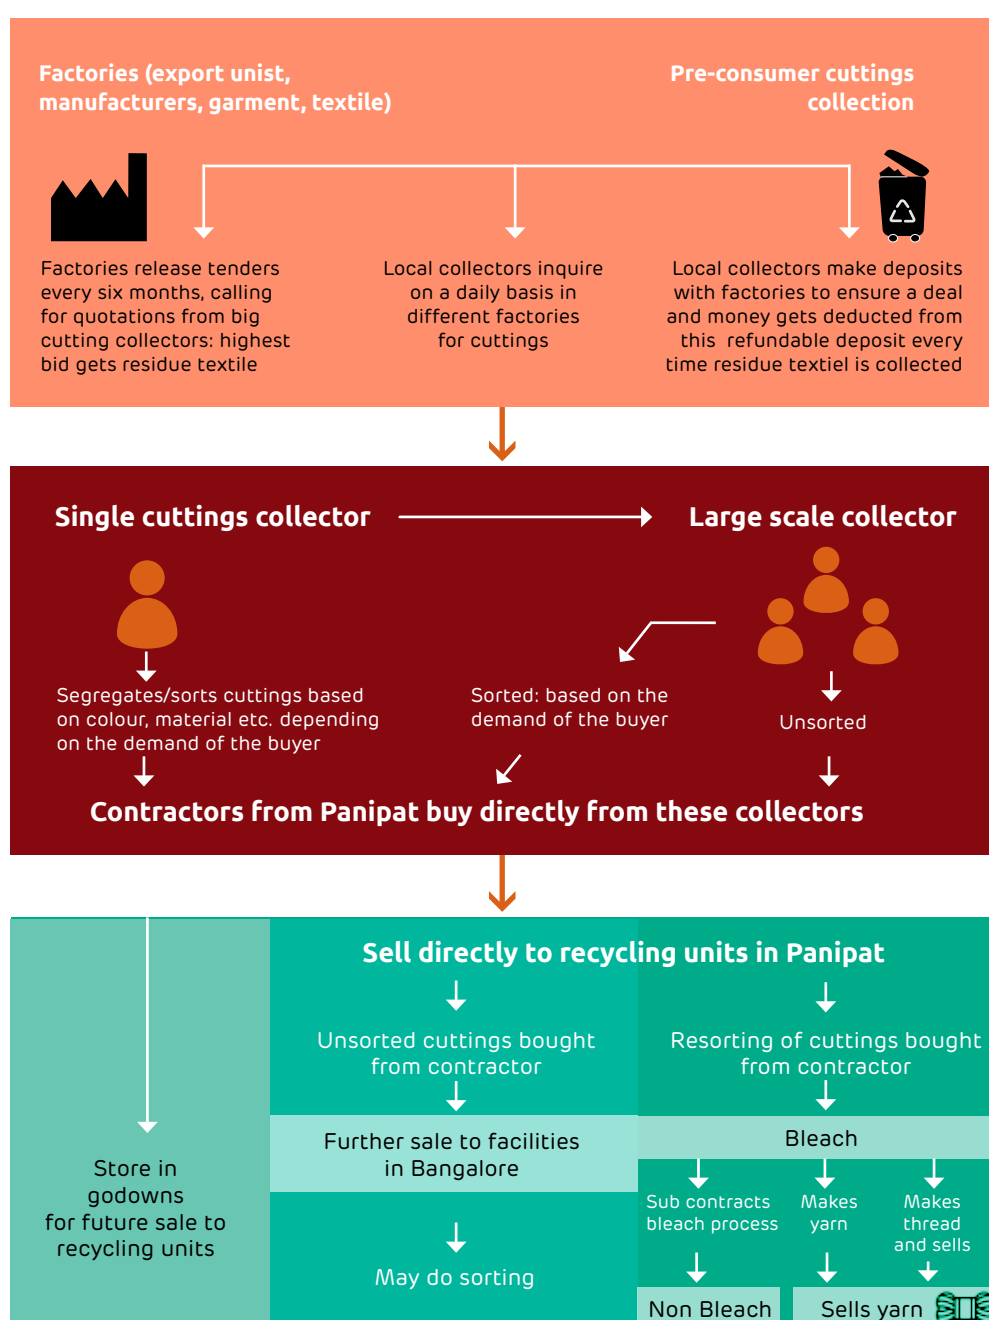 Factories (export unist,
manufacturers, garment, textile)
Pre-consumer cuttings
collection
Factories release tenders
every six months, calling
for quotations from big
cutting collectors: highest
bid gets residue textile
Local collectors inquire
on a daily basis in
different factories
for cuttings
Local collectors make deposits
with factories to ensure a deal
and money gets deducted from
this refundable deposit every
time residue textiel is collected
Single cuttings collector
Large scale collector
Segregates/sorts cuttings based
on colour, material etc. depending
on the demand of the buyer
Sorted: based on the
demand of the buyer
Unsorted
Contractors from Panipat buy directly from these collectors
Sell directly to recycling units in Panipat
Store in
godowns
for future sale to
recycling units
Unsorted cuttings bought
from contractor
Further sale to facilities
in Bangalore
May do sorting
Resorting of cuttings bought
from contractor
Bleach
Sub contracts
bleach process
Makes
yarn
Makes
thread
and sells
Non Bleach
Sells yarn